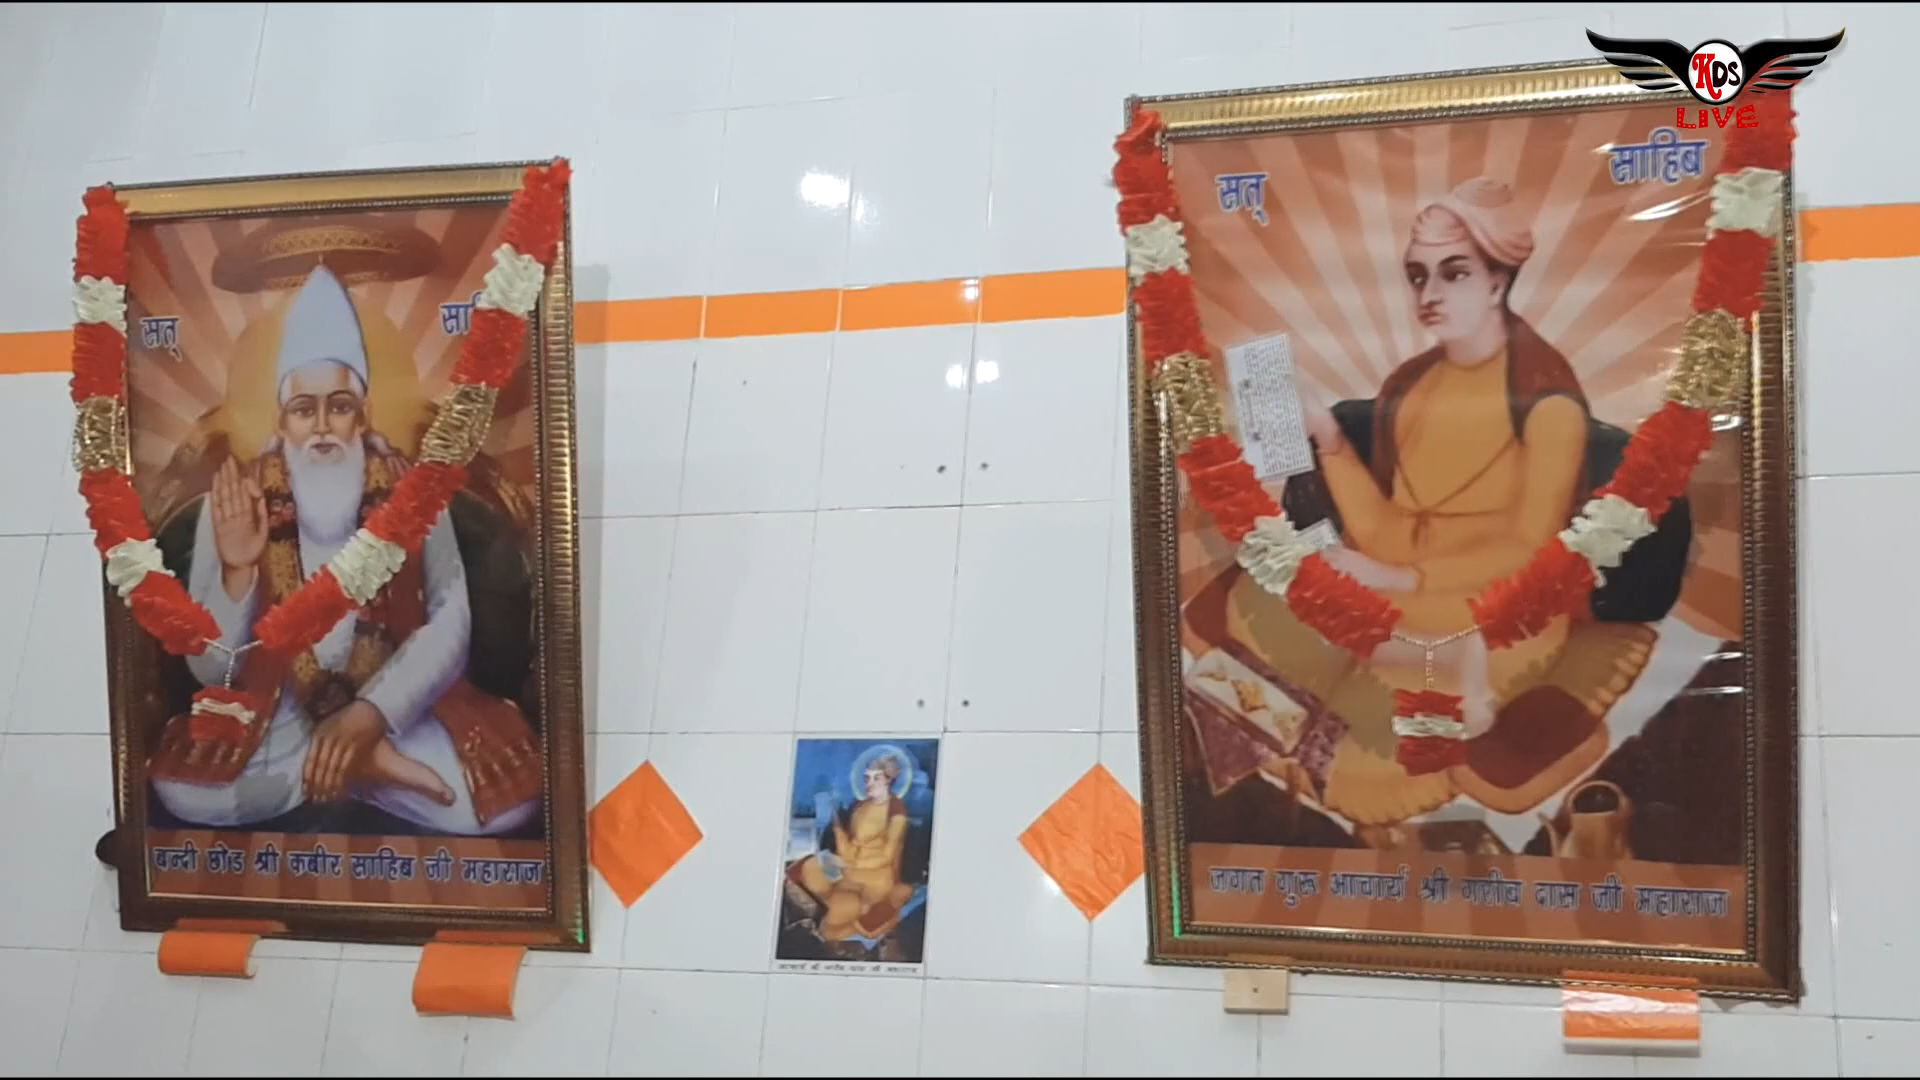 KDS
LIVE
सत्
साहिब
सत्
सा
बन्दी छोड श्री कबीर साहिब जी महाराज
जगत गुरू आचार्य श्री गरीब दास जी महाराज